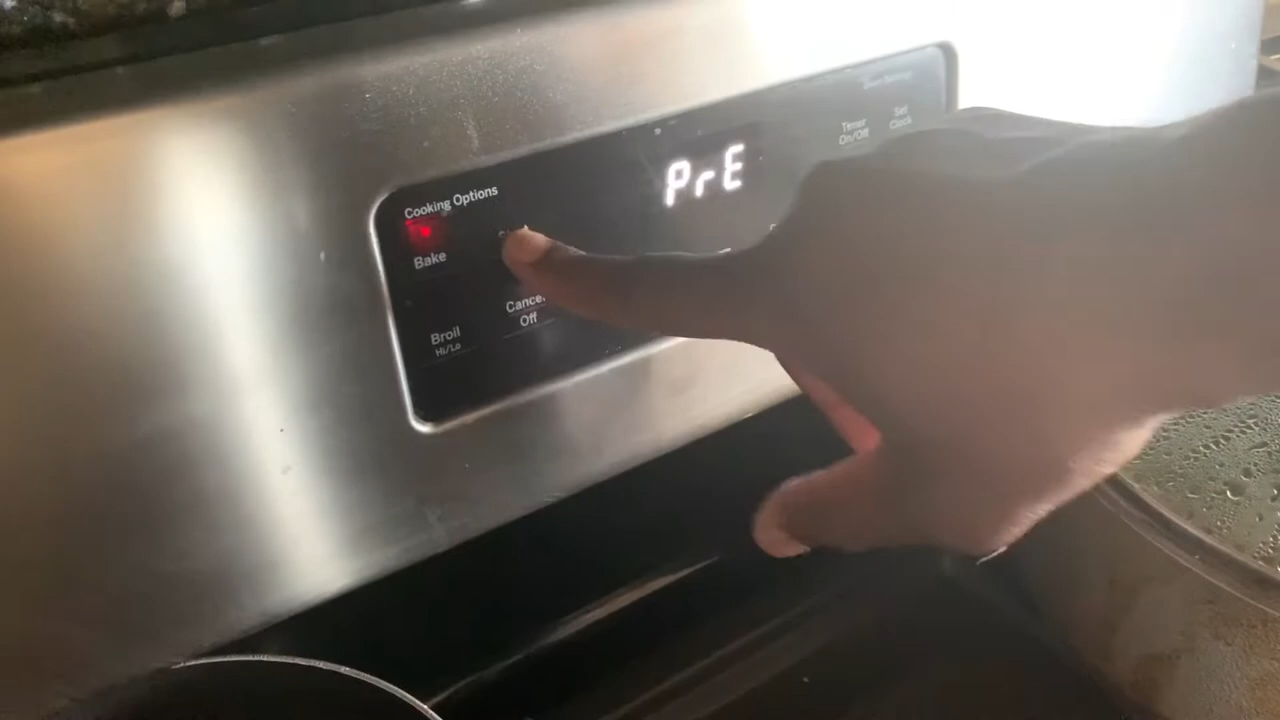 Cooking Options
PrE
Timer
On/Off
Set
Clock
Bake
Cancel
Off
Broil
Hi/Lo